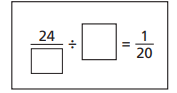 24/□ ÷ □ = 1/20